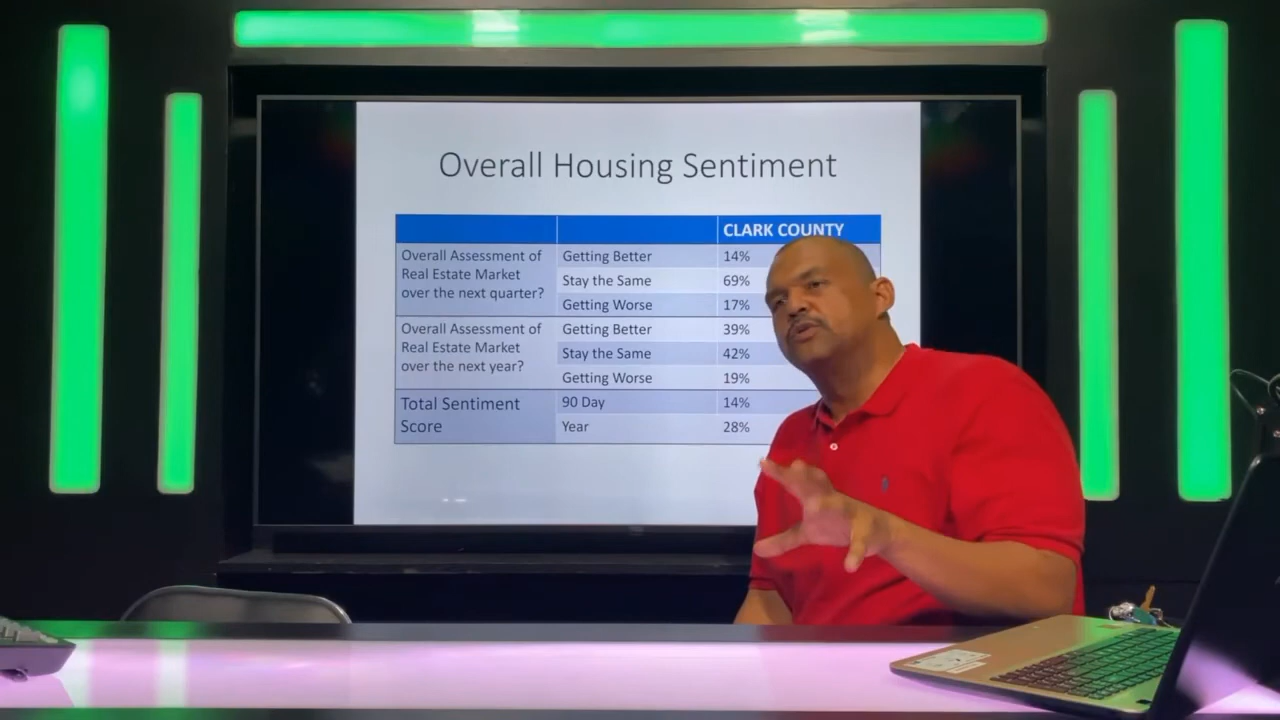 Overall Housing Sentiment
CLARK COUNTY
Overall Assessment of
Real Estate Market
over the next quarter?
Getting Better 14%
Stay the Same 69%
Getting Worse 17%
Overall Assessment of
Real Estate Market
over the next year?
Getting Better 39%
Stay the Same 42%
Getting Worse 19%
Total Sentiment
Score
90 Day 14%
Year 28%